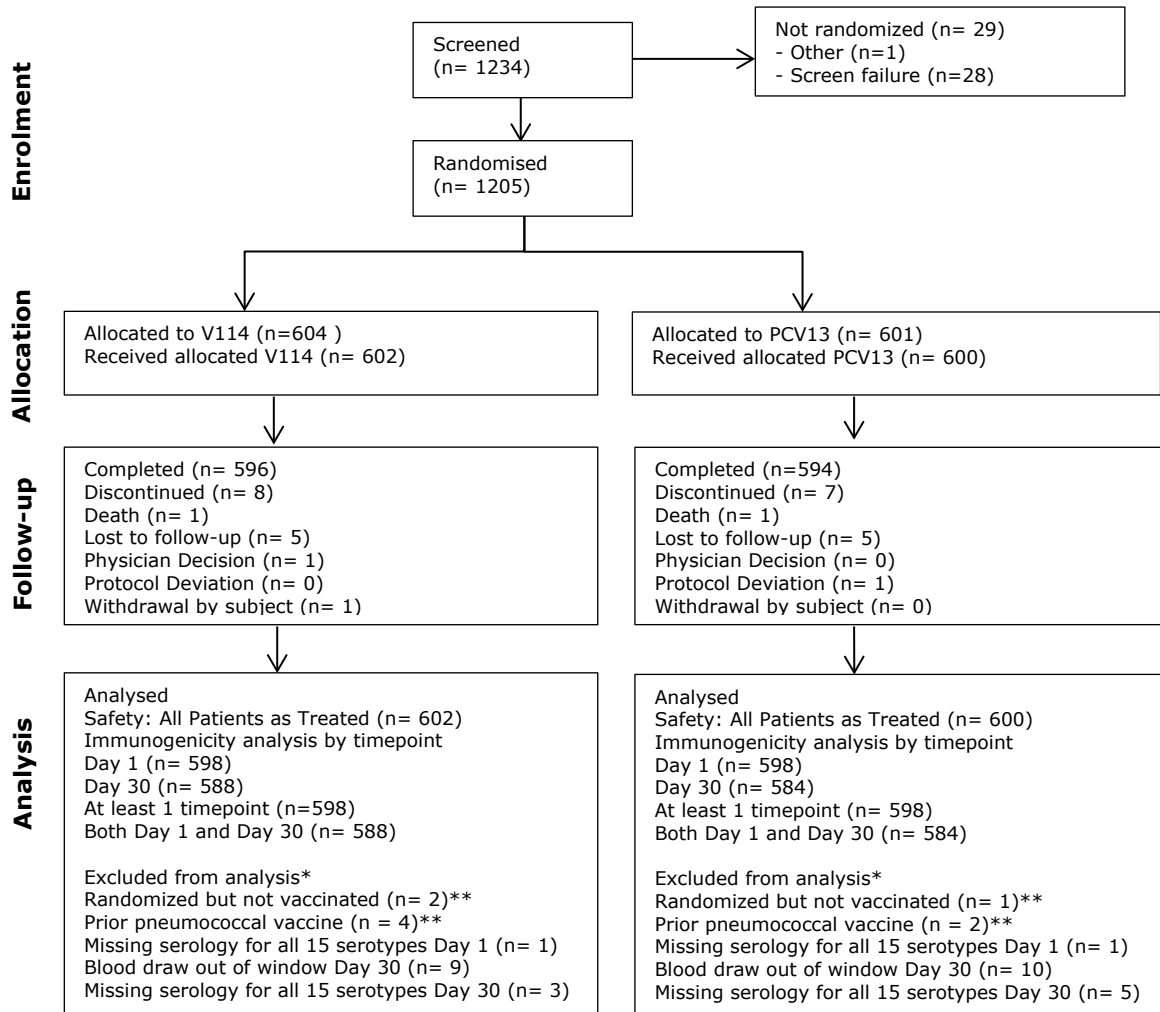 Enrolment
Screened
(n= 1234)
Not randomized (n= 29)
- Other (n=1)
- Screen failure (n=28)
Randomised
(n= 1205)
Allocation
Allocated to V114 (n=604 )
Received allocated V114 (n= 602)
Allocated to PCV13 (n= 601)
Received allocated PCV13 (n= 600)
Follow-up
Completed (n= 596)
Discontinued (n= 8)
Death (n= 1)
Lost to follow-up (n= 5)
Physician Decision (n= 1)
Protocol Deviation (n= 0)
Withdrawal by subject (n= 1)
Completed (n=594)
Discontinued (n= 7)
Death (n= 1)
Lost to follow-up (n= 5)
Physician Decision (n= 0)
Protocol Deviation (n= 1)
Withdrawal by subject (n= 0)
Analysis
Analysed
Safety: All Patients as Treated (n= 602)
Immunogenicity analysis by timepoint
Day 1 (n= 598)
Day 30 (n= 588)
At least 1 timepoint (n=598)
Both Day 1 and Day 30 (n= 588)
Excluded from analysis*
Randomized but not vaccinated (n= 2)**
Prior pneumococcal vaccine (n = 4)**
Missing serology for all 15 serotypes Day 1 (n= 1)
Blood draw out of window Day 30 (n= 9)
Missing serology for all 15 serotypes Day 30 (n= 3)
Analysed
Safety: All Patients as Treated (n= 600)
Immunogenicity analysis by timepoint
Day 1 (n= 598)
Day 30 (n= 584)
At least 1 timepoint (n= 598)
Both Day 1 and Day 30 (n= 584)
Excluded from analysis*
Randomized but not vaccinated (n= 1)**
Prior pneumococcal vaccine (n = 2)**
Missing serology for all 15 serotypes Day 1 (n= 1)
Blood draw out of window Day 30 (n= 10)
Missing serology for all 15 serotypes Day 30 (n= 5)